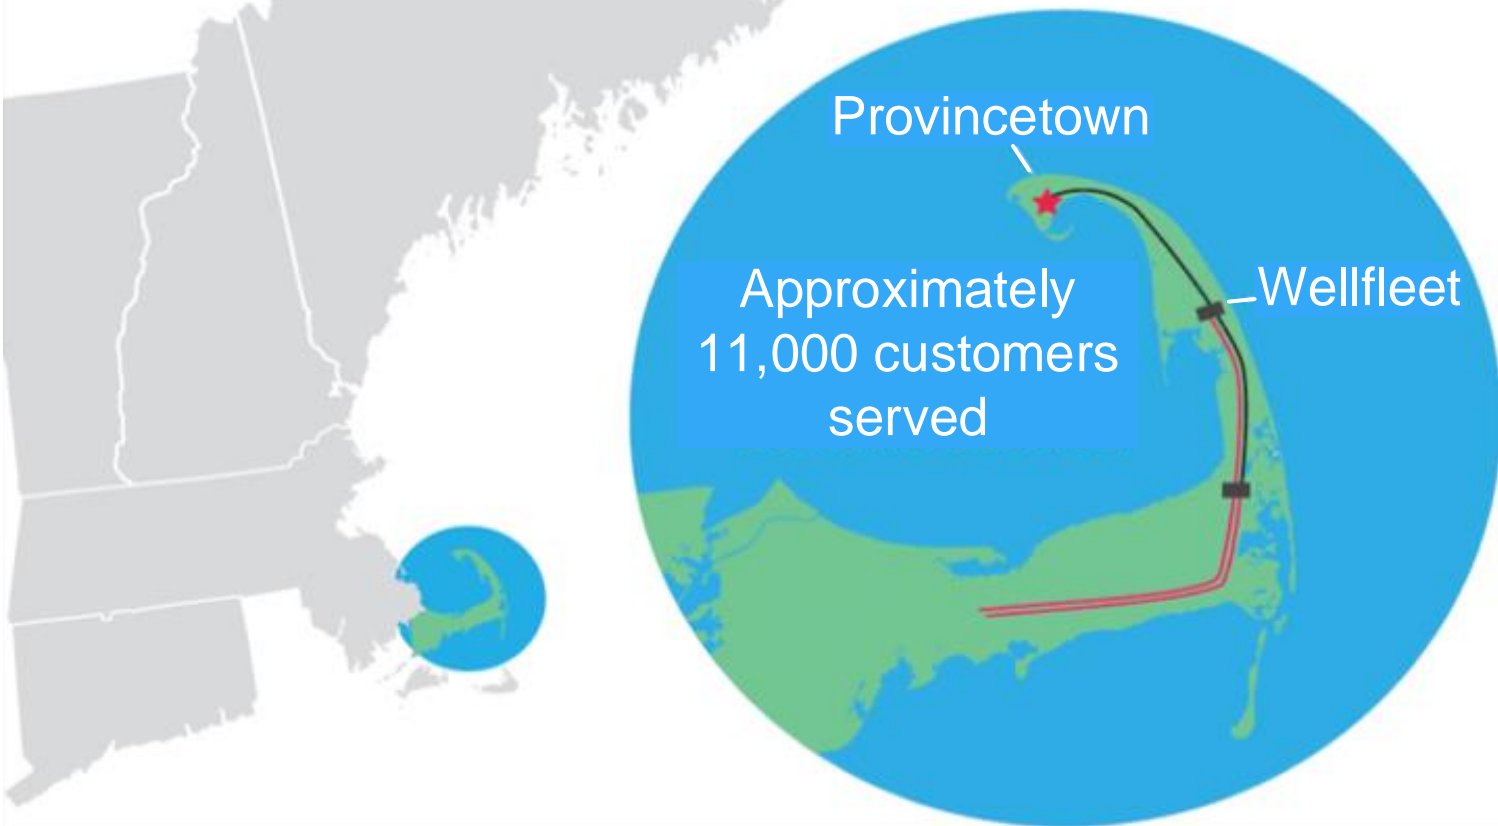 Provincetown
Wellfleet
Approximately
11,000 customers
served